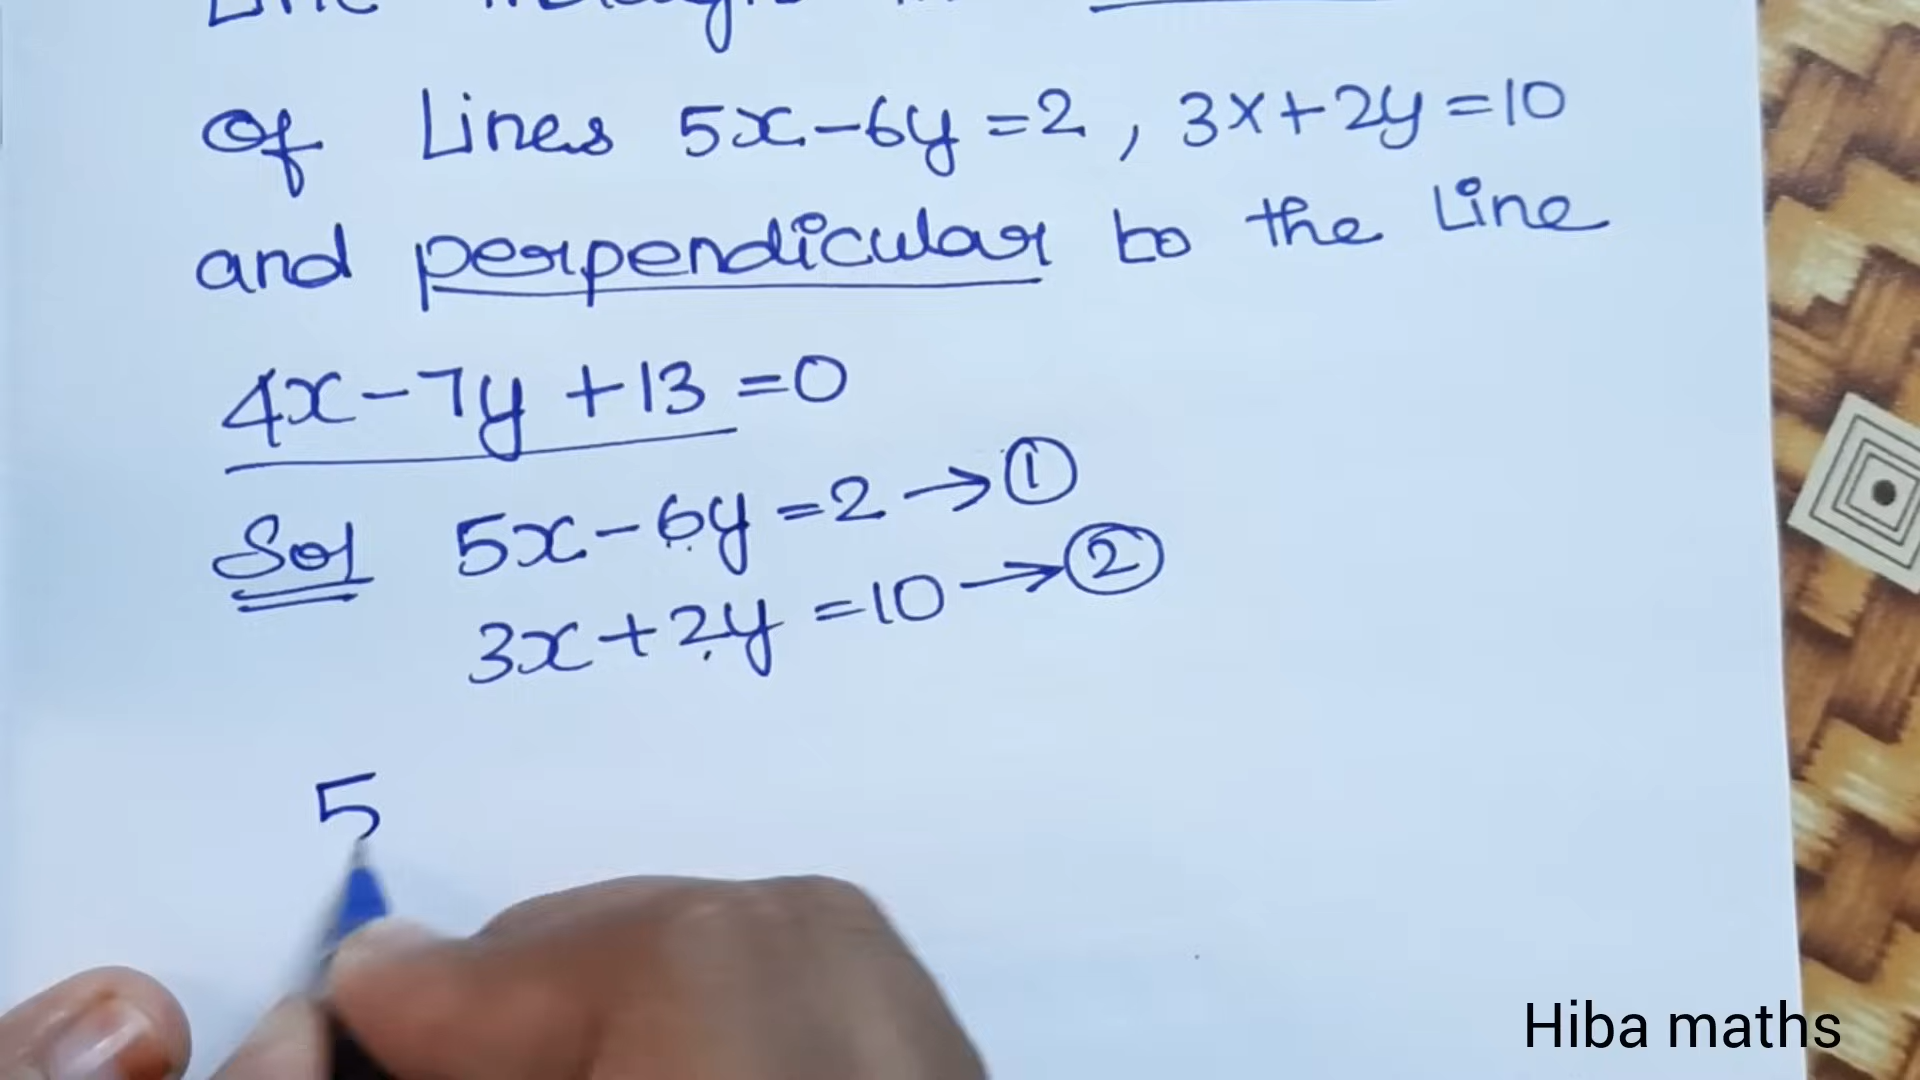 of Lines 5x-6y=2, 3x+2y=10
and perpendicular to the Line
4x-7y+13=0
Sol 5x-6y=2→①
3x+2y=10→②
5
Hiba maths